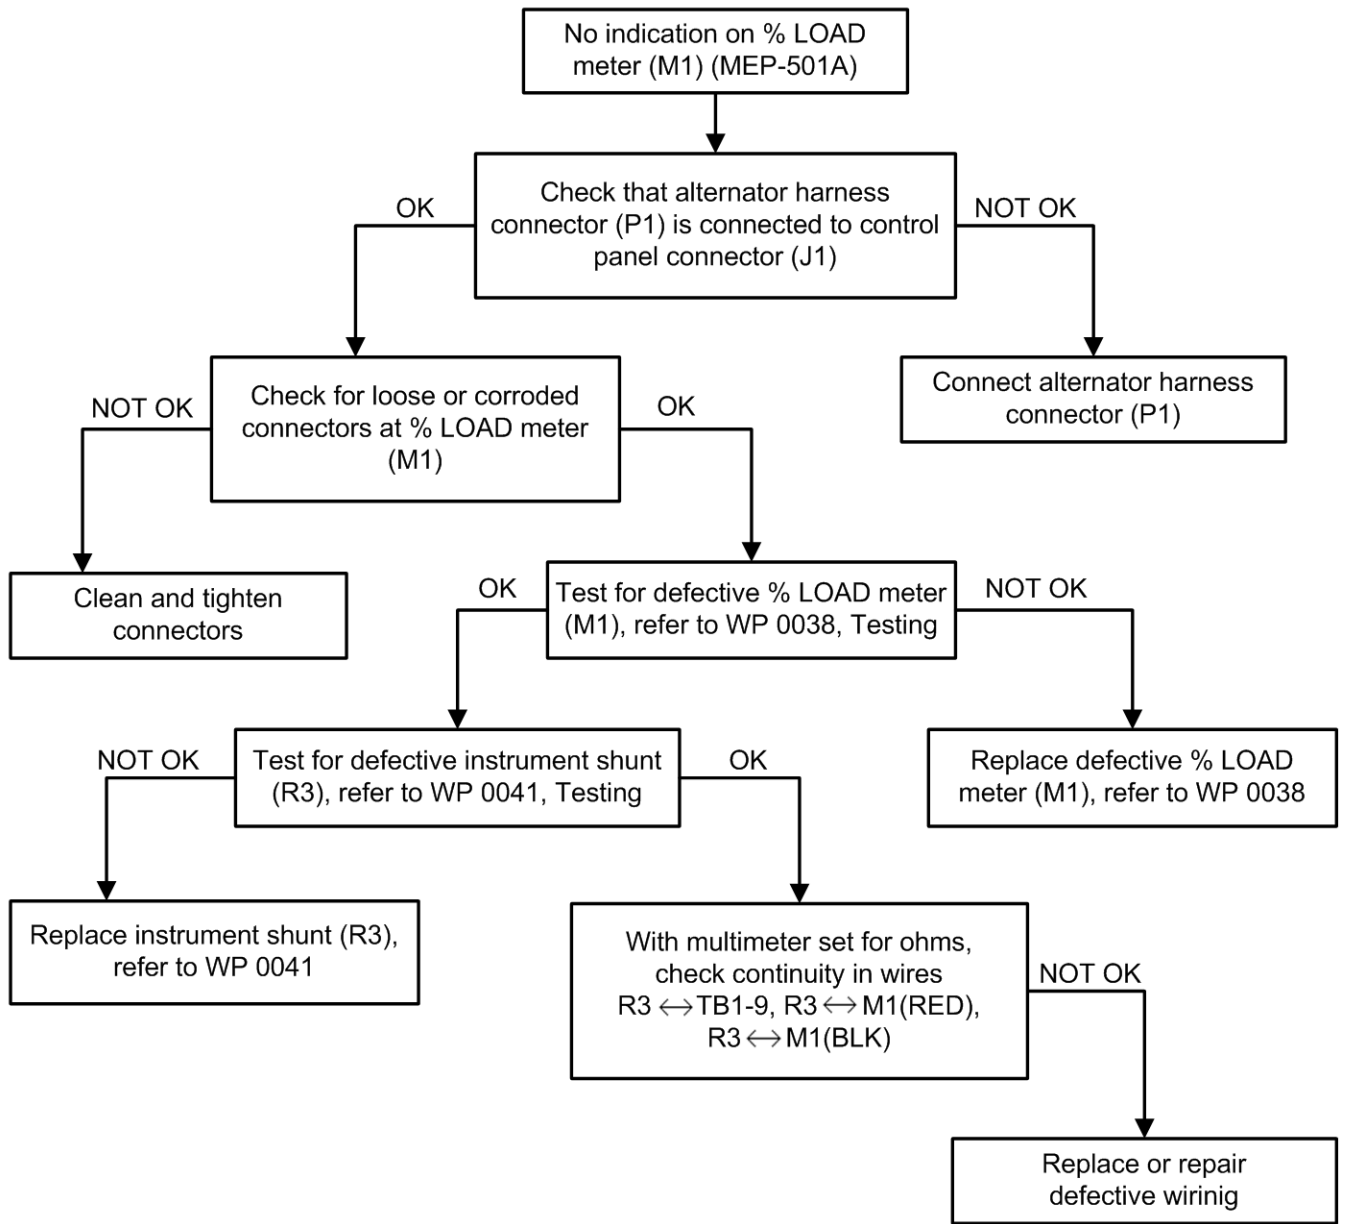 No indication on % LOAD
meter (M1) (MEP-501A)
Check that alternator harness
connector (P1) is connected to control
panel connector (J1)
OK
NOT OK
Check for loose or corroded
connectors at % LOAD meter
(M1)
NOT OK
OK
Connect alternator harness
connector (P1)
Clean and tighten
connectors
OK
Test for defective % LOAD meter
(M1), refer to WP 0038, Testing
NOT OK
NOT OK
Test for defective instrument shunt
(R3), refer to WP 0041, Testing
OK
Replace defective % LOAD
meter (M1), refer to WP 0038
Replace instrument shunt (R3),
refer to WP 0041
With multimeter set for ohms,
check continuity in wires
R3 ↔ TB1-9, R3 ↔ M1(RED),
R3 ↔ M1(BLK)
NOT OK
Replace or repair
defective wirinig